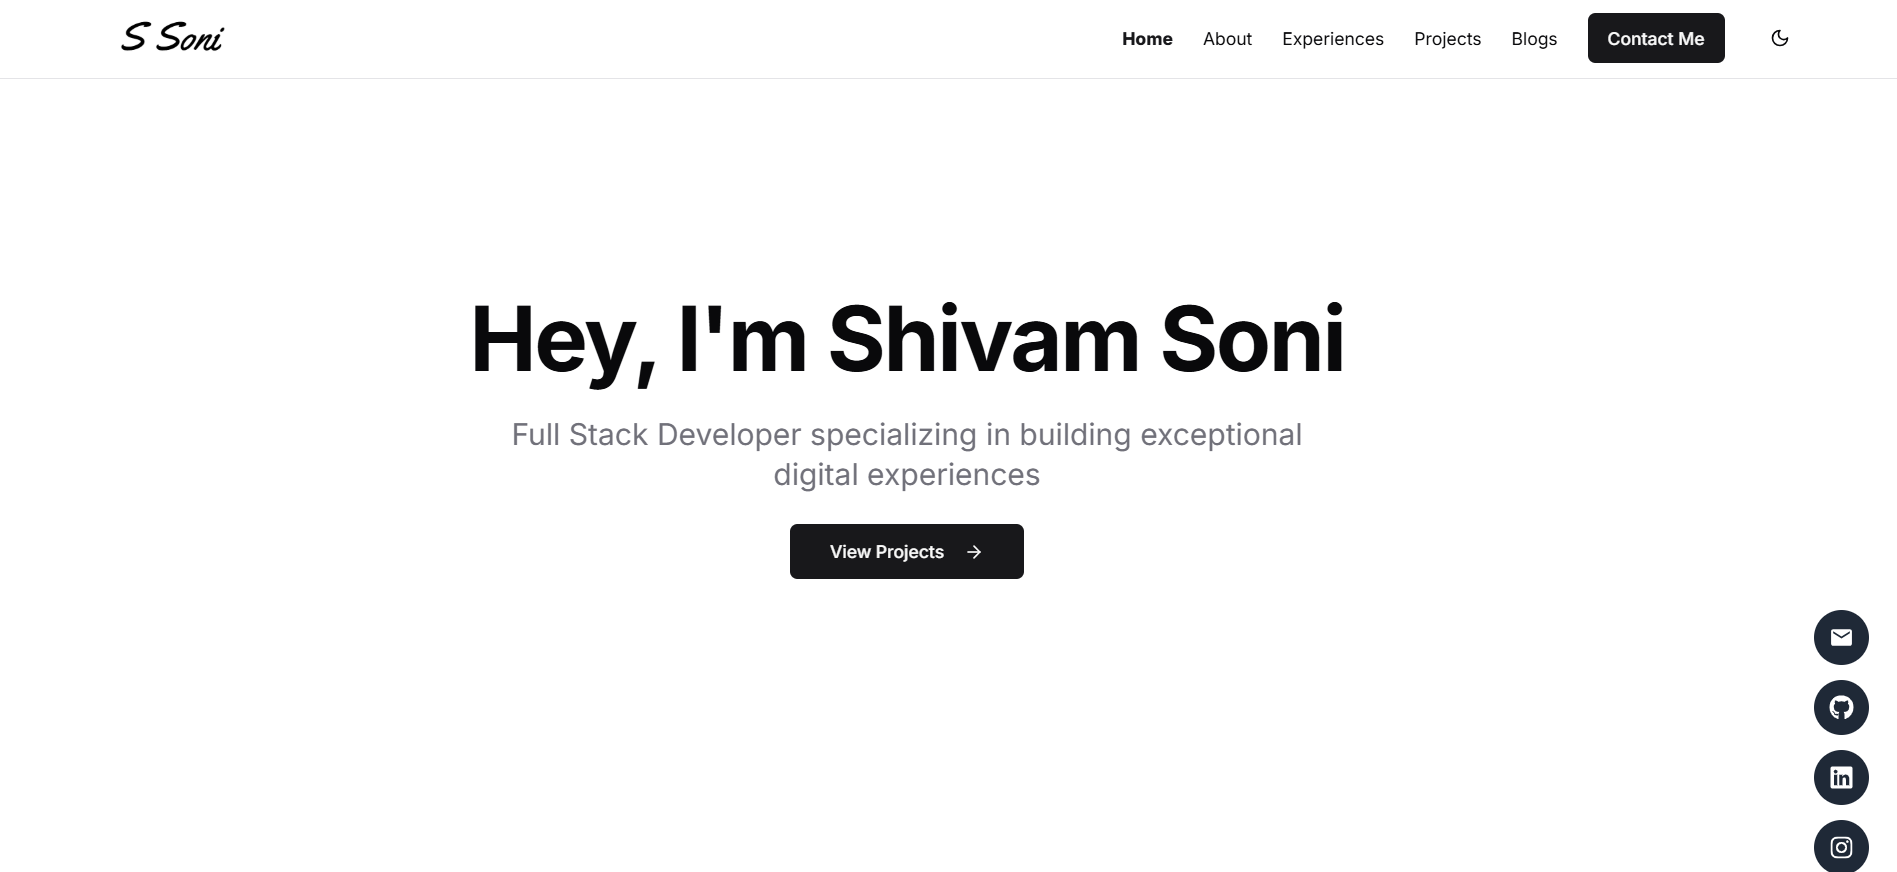 S Soni
Home
About
Experiences
Projects
Blogs
Contact Me
Hey, I'm Shivam Soni
Full Stack Developer specializing in building exceptional
digital experiences
View Projects
in